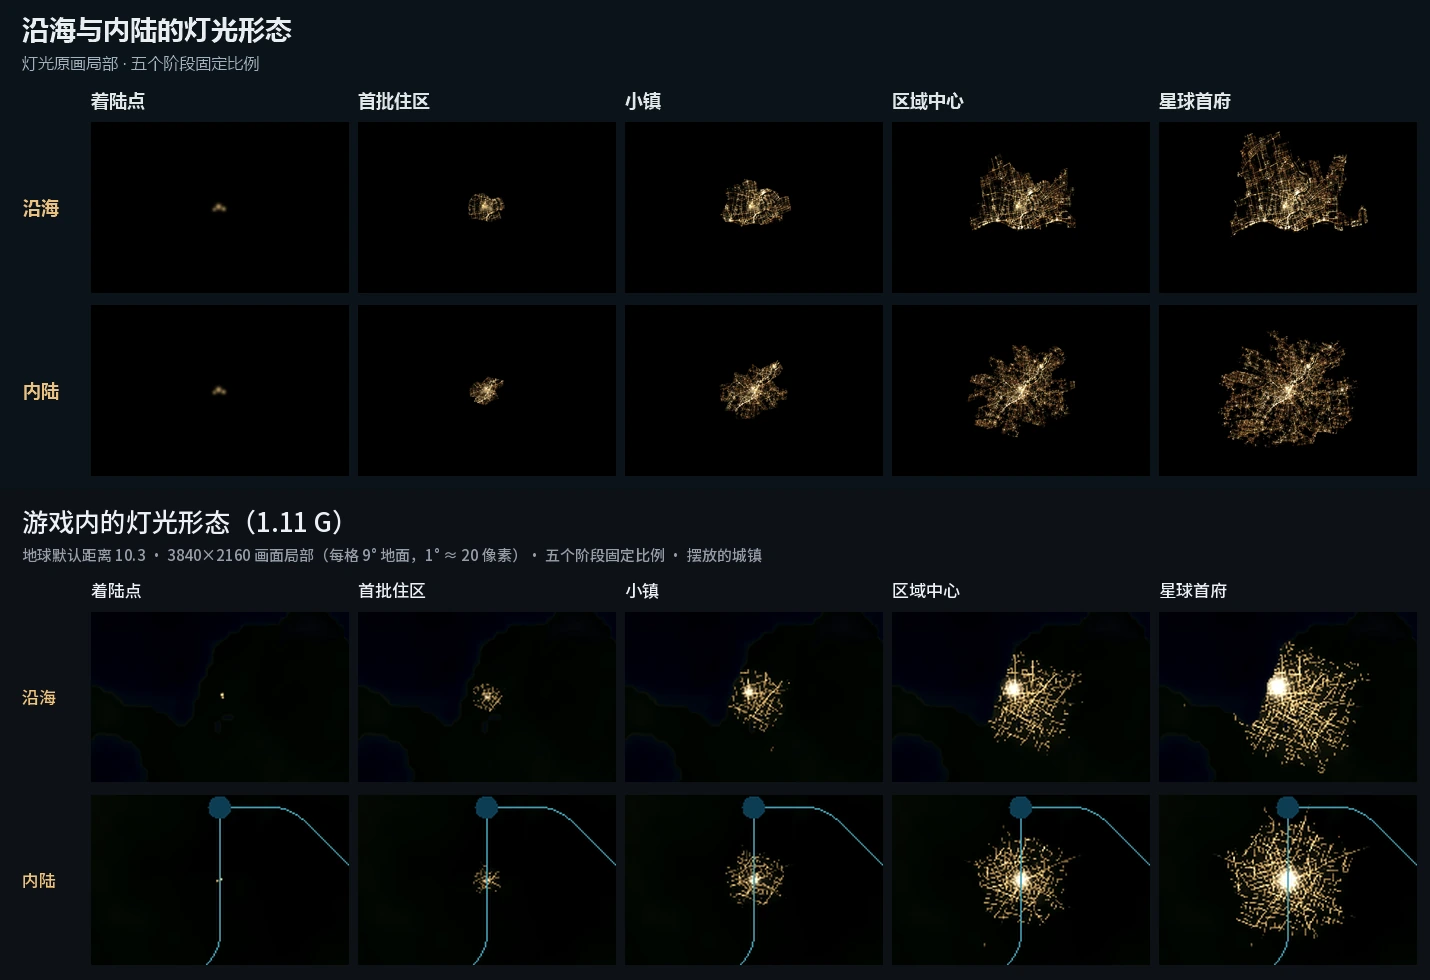 沿海与内陆的灯光形态
灯光原画局部 · 五个阶段固定比例
着陆点 首批住区 小镇 区域中心 星球首府
沿海
内陆
游戏内的灯光形态（1.11 G）
地球默认距离 10.3 • 3840×2160 画面局部（每格 9° 地面，1° ≈ 20 像素） • 五个阶段固定比例 • 摆放的城镇
着陆点 首批住区 小镇 区域中心 星球首府
沿海
内陆